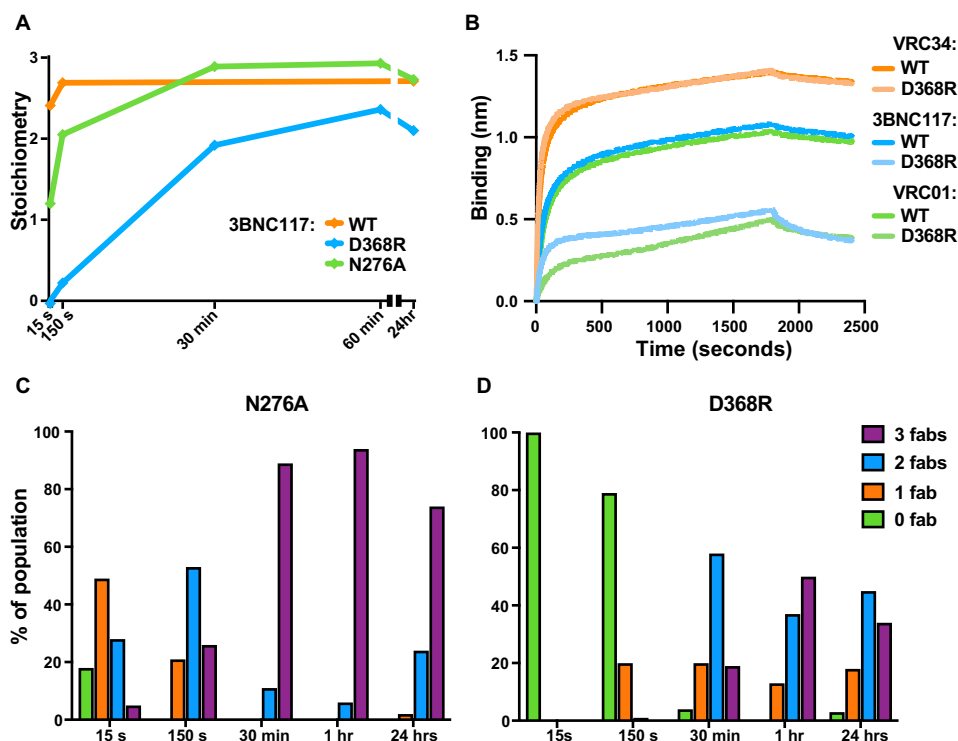 A
Stoichiometry
3
2
1
0
15 s
150 s
30 min
60 min
24hr
3BNC117:
WT
D368R
N276A
B
Binding (nm)
1.5
1.0
0.5
0.0
0
500
1000
1500
2000
2500
Time (seconds)
VRC34:
WT
D368R
3BNC117:
WT
D368R
VRC01:
WT
D368R
C
N276A
% of population
100
80
60
40
20
0
15 s
150 s
30 min
1 hr
24 hrs
D
D368R
100
80
60
40
20
0
15s
150 s
30 min
1 hr
24 hrs
3 fabs
2 fabs
1 fab
0 fab